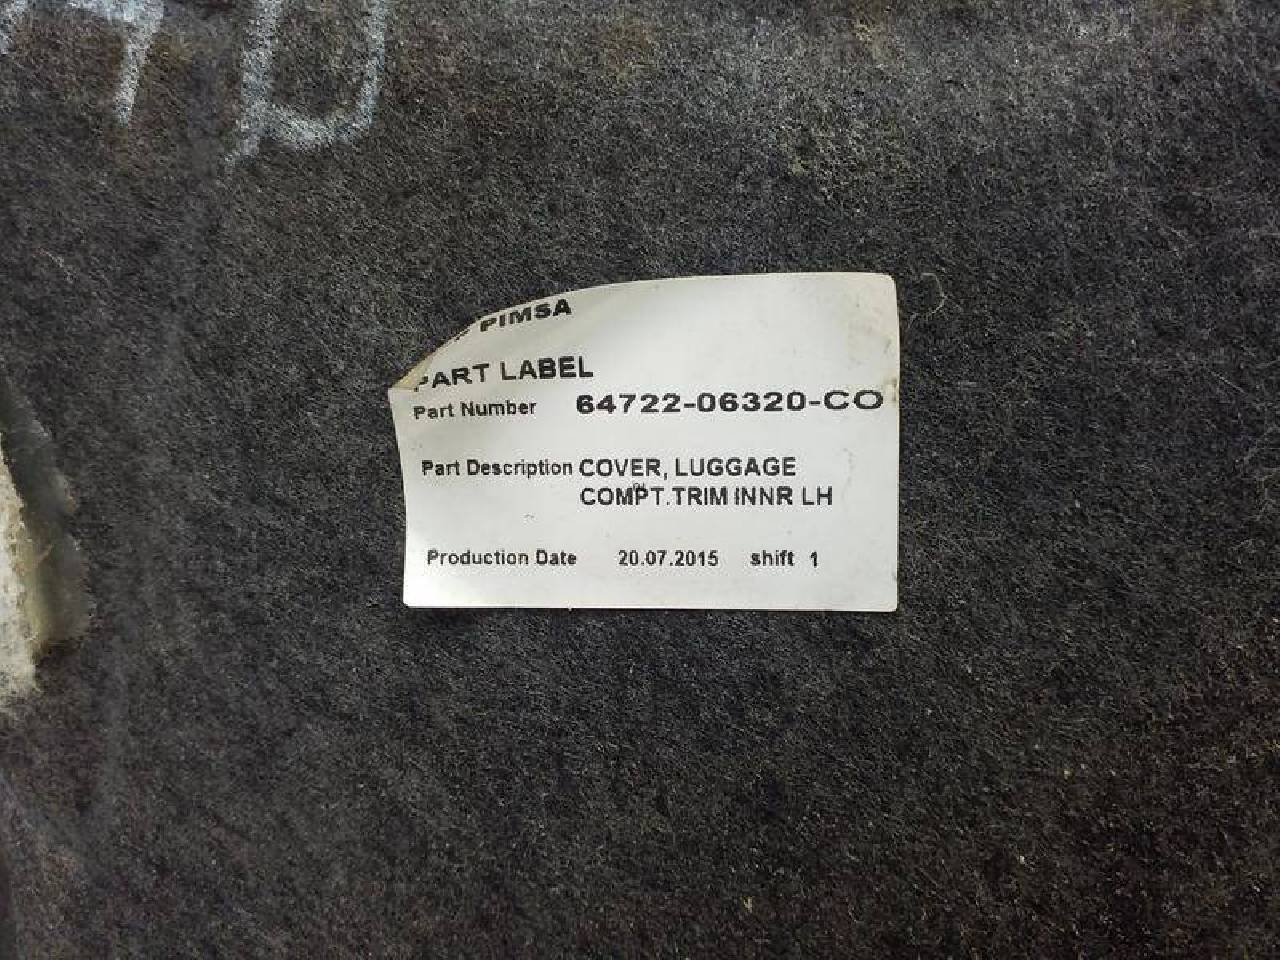 PIMSA
PART LABEL
Part Number 64722-06320-CO
Part Description COVER, LUGGAGE
COMPT.TRIM INNR LH
Production Date 20.07.2015 shift 1